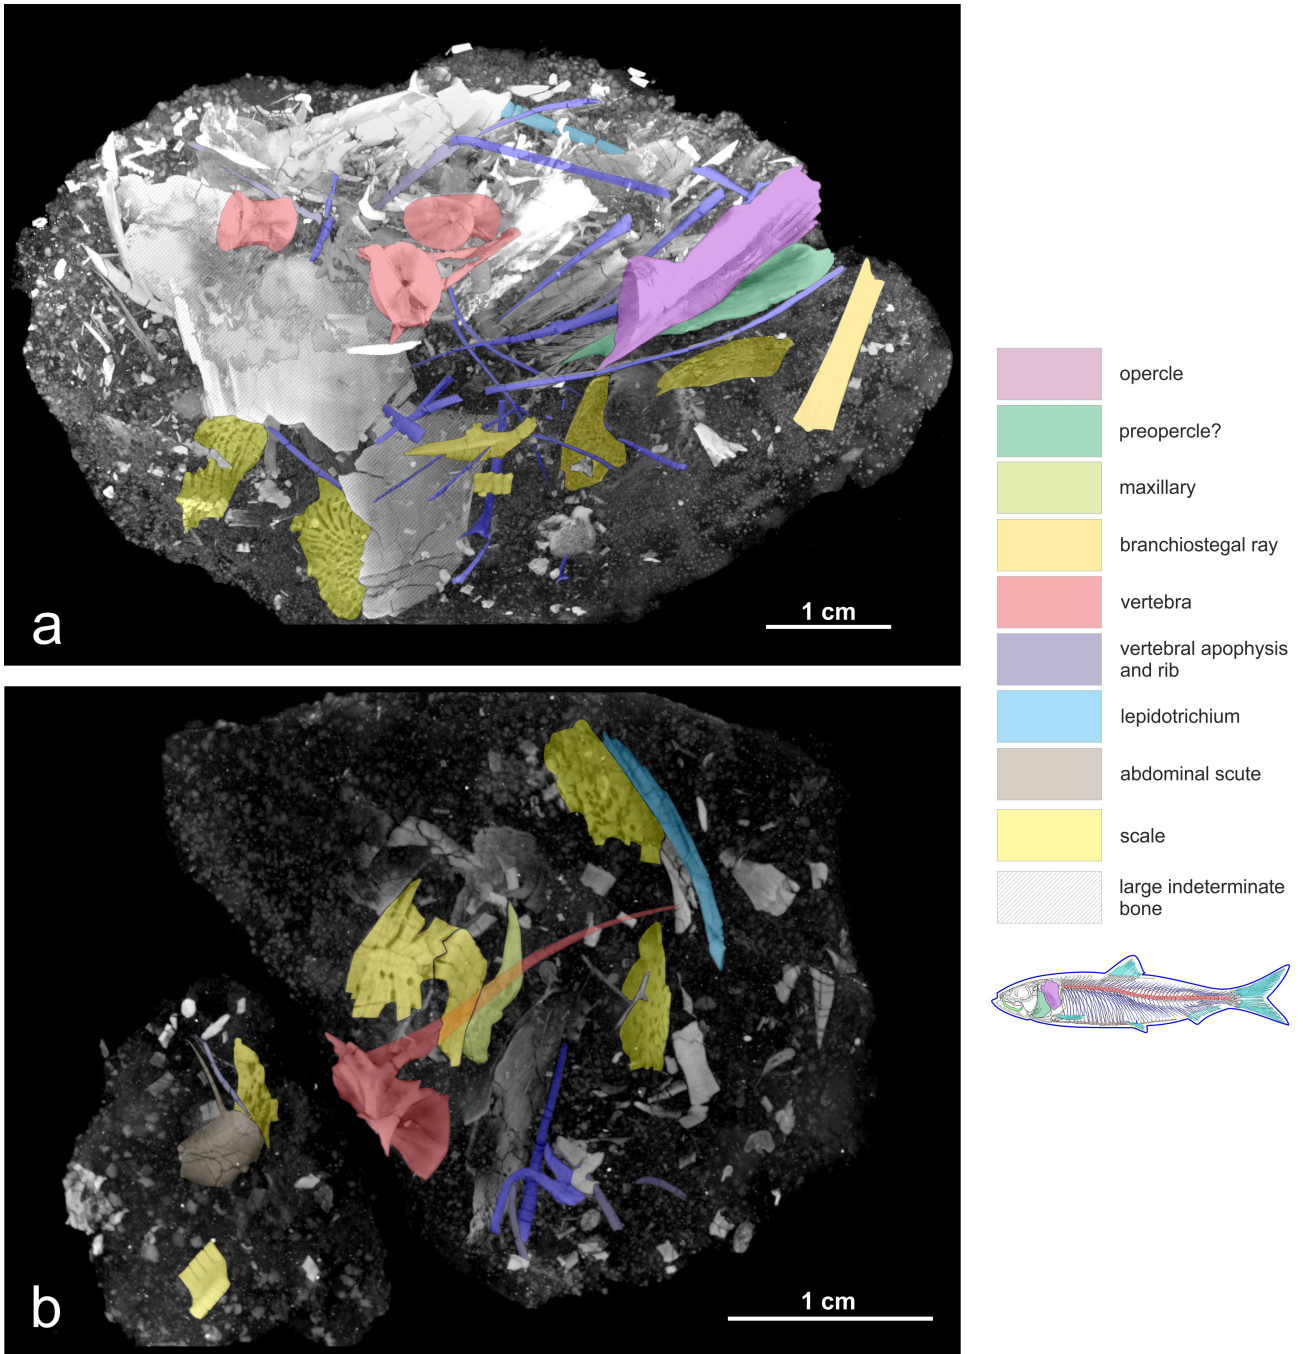 a
1 cm
b
1 cm
opercle
preopercle?
maxillary
branchiostegal ray
vertebra
vertebral apophysis
and rib
lepidotrichium
abdominal scute
scale
large indeterminate
bone